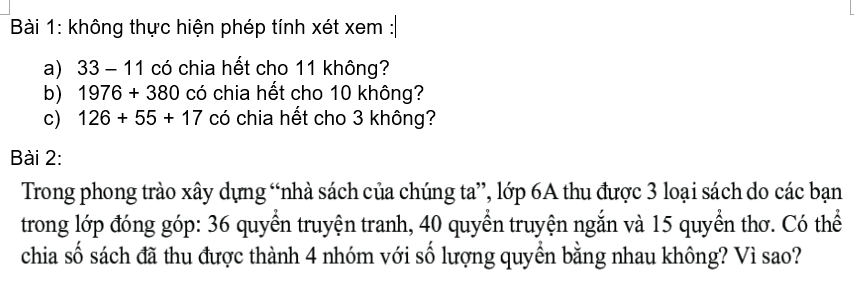 Bài 1: không thực hiện phép tính xét xem :
a) 33 – 11 có chia hết cho 11 không?
b) 1976 + 380 có chia hết cho 10 không?
c) 126 + 55 + 17 có chia hết cho 3 không?
Bài 2:
Trong phong trào xây dựng “nhà sách của chúng ta”, lớp 6A thu được 3 loại sách do các bạn
trong lớp đóng góp: 36 quyển truyện tranh, 40 quyển truyện ngắn và 15 quyển thơ. Có thể
chia số sách đã thu được thành 4 nhóm với số lượng quyển bằng nhau không? Vì sao?